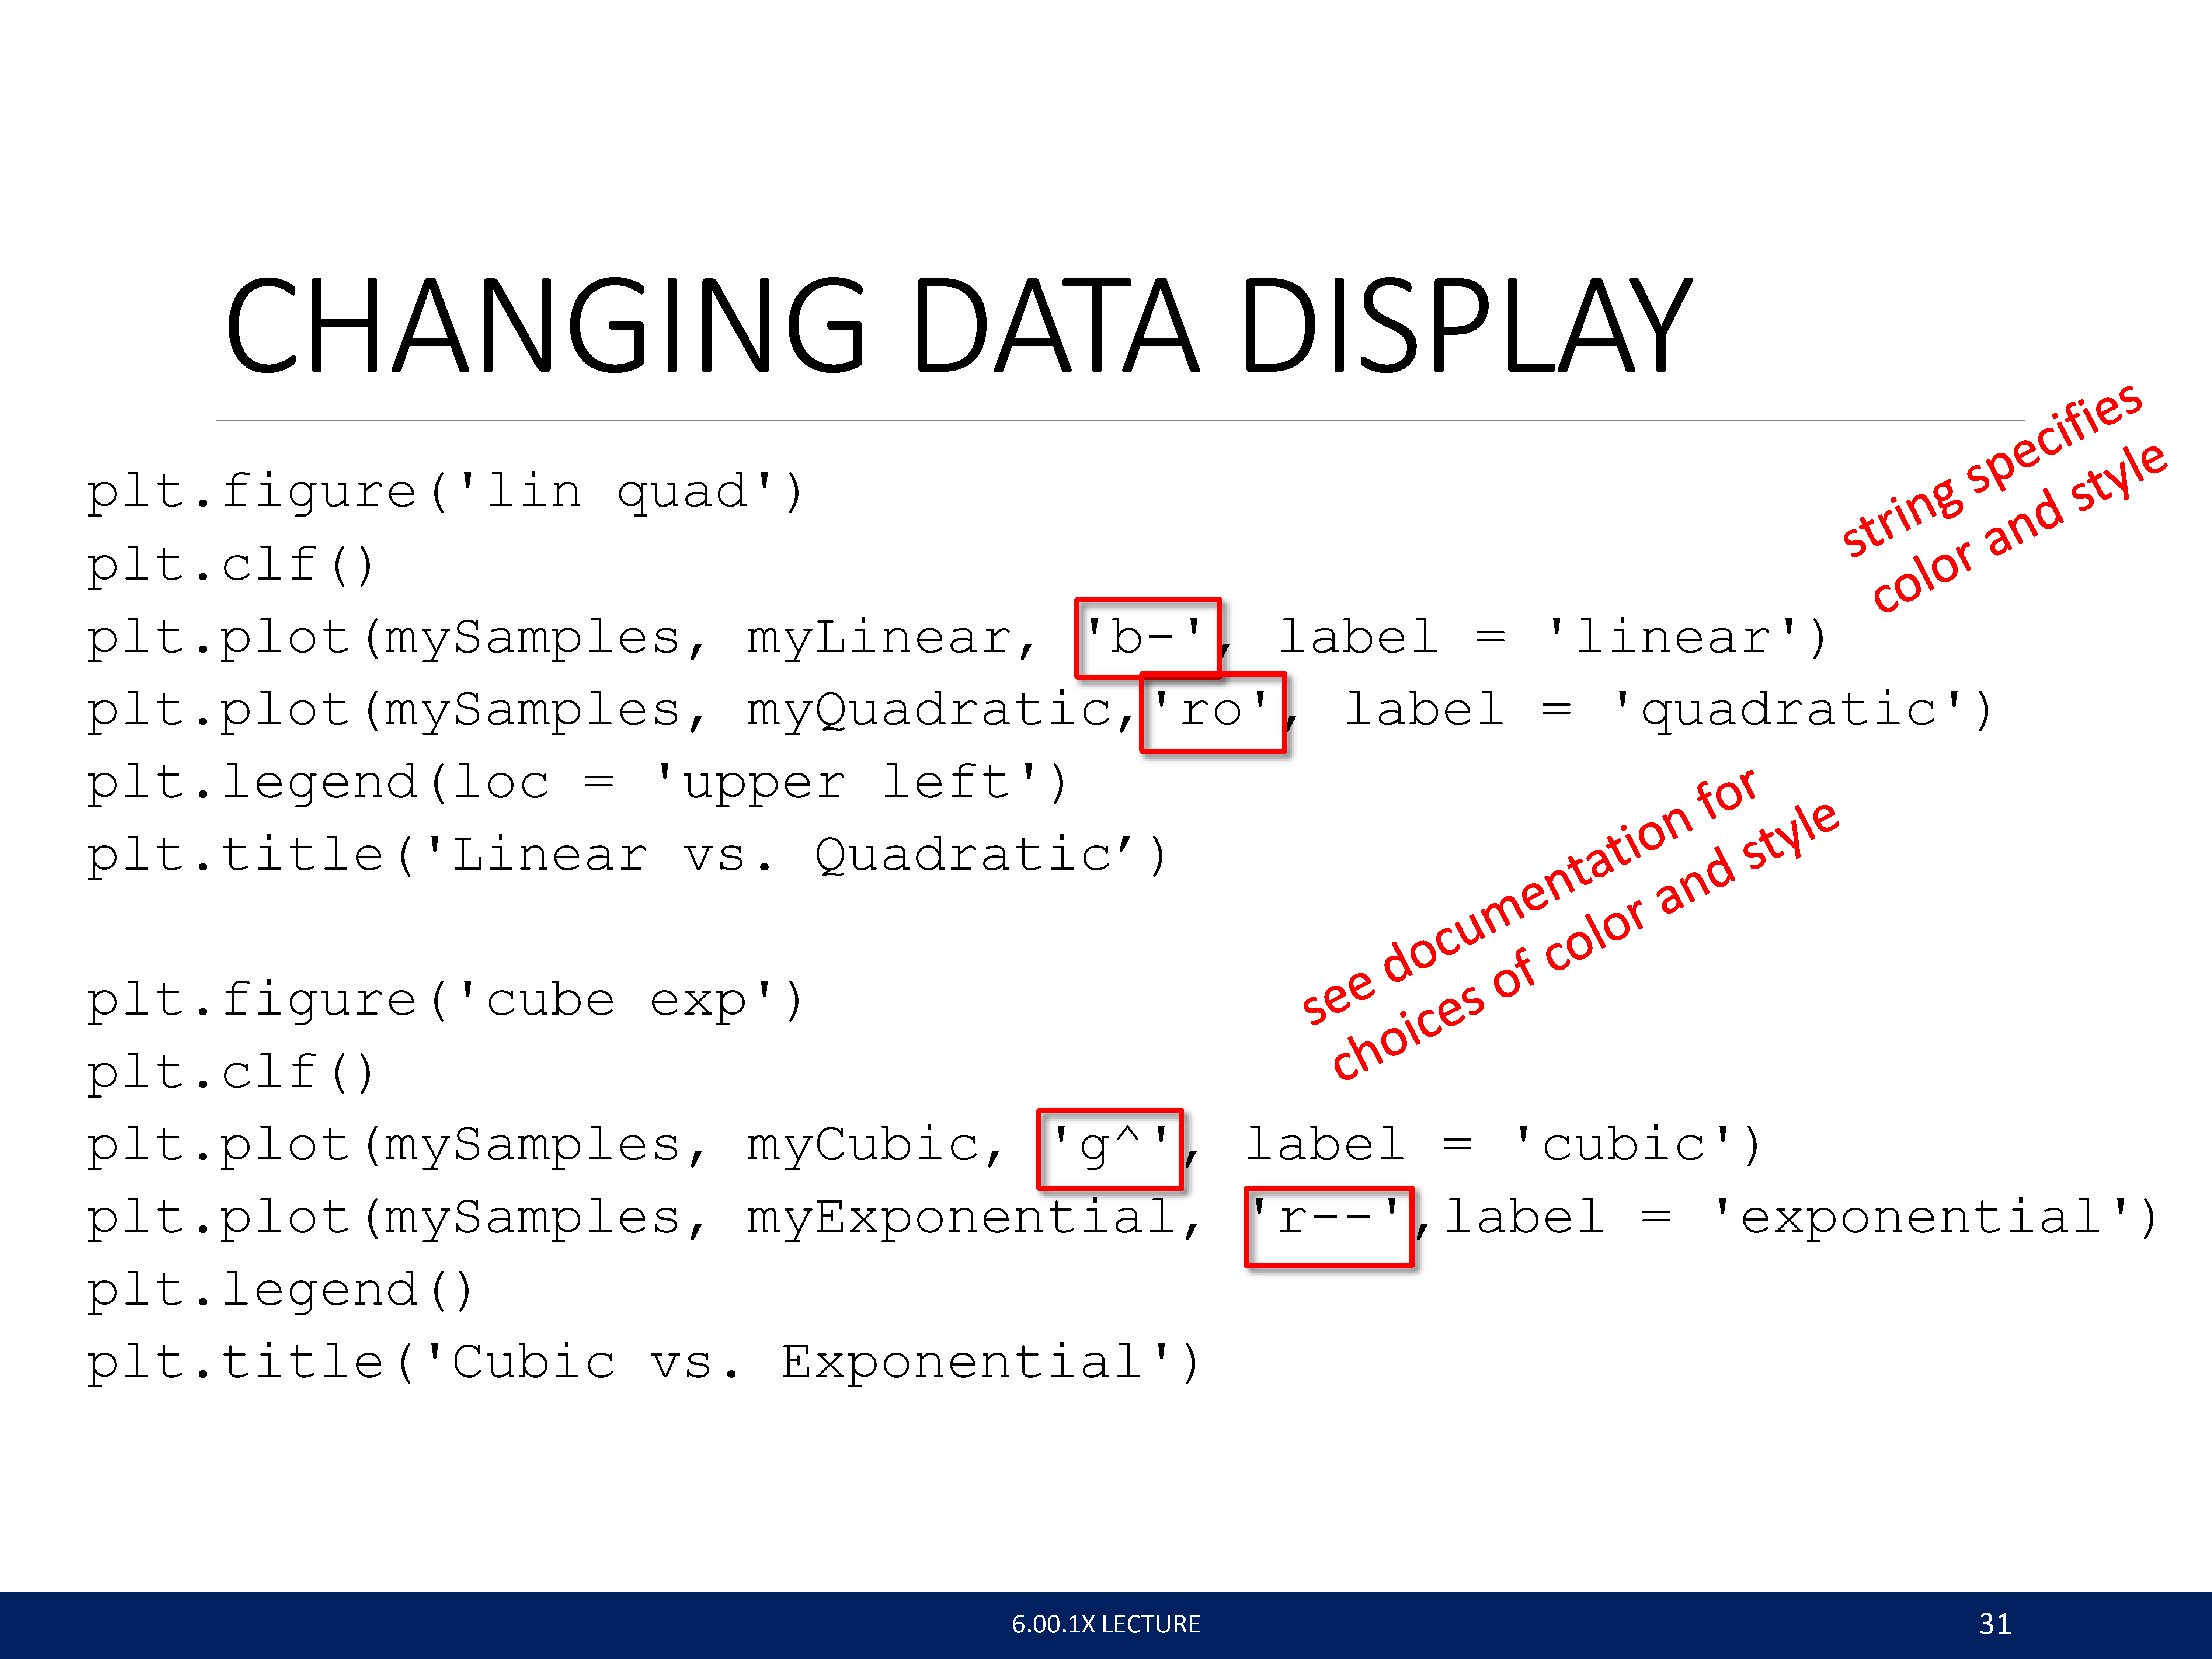 CHANGING DATA DISPLAY
string specifies
color and style
plt.figure('lin quad')
plt.clf()
plt.plot(mySamples, myLinear, 'b-', label = 'linear')
plt.plot(mySamples, myQuadratic,'ro', label = 'quadratic')
plt.legend(loc = 'upper left')
plt.title('Linear vs. Quadratic’)
see documentation for
choices of color and style
plt.figure('cube exp')
plt.clf()
plt.plot(mySamples, myCubic, 'g^', label = 'cubic')
plt.plot(mySamples, myExponential, 'r--',label = 'exponential')
plt.legend()
plt.title('Cubic vs. Exponential')
6.00.1X LECTURE
31